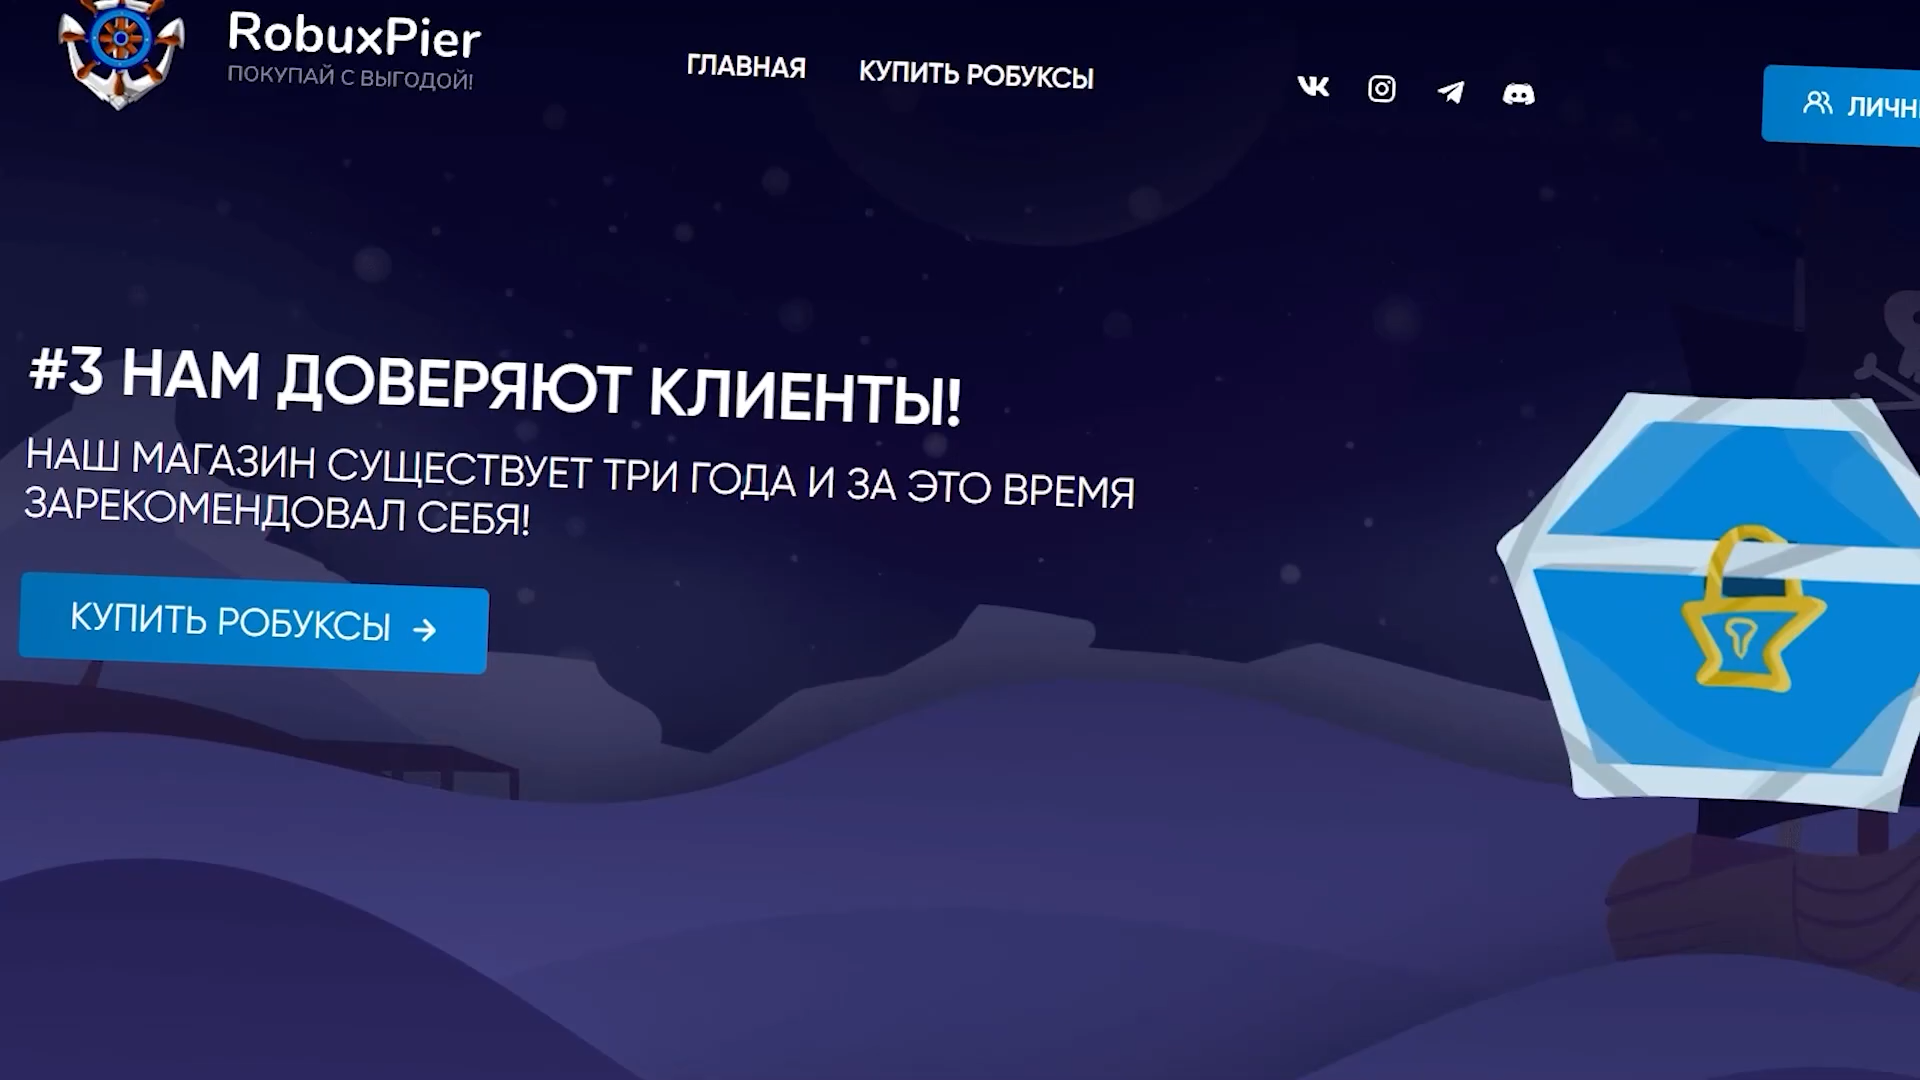 RobuxPier
ПОКУПАЙ С ВЫГОДОЙ!
ГЛАВНАЯ
КУПИТЬ РОБУКСЫ
#3 НАМ ДОВЕРЯЮТ КЛИЕНТЫ!
НАШ МАГАЗИН СУЩЕСТВУЕТ ТРИ ГОДА И ЗА ЭТО ВРЕМЯ
ЗАРЕКОМЕНДОВАЛ СЕБЯ!
КУПИТЬ РОБУКСЫ →